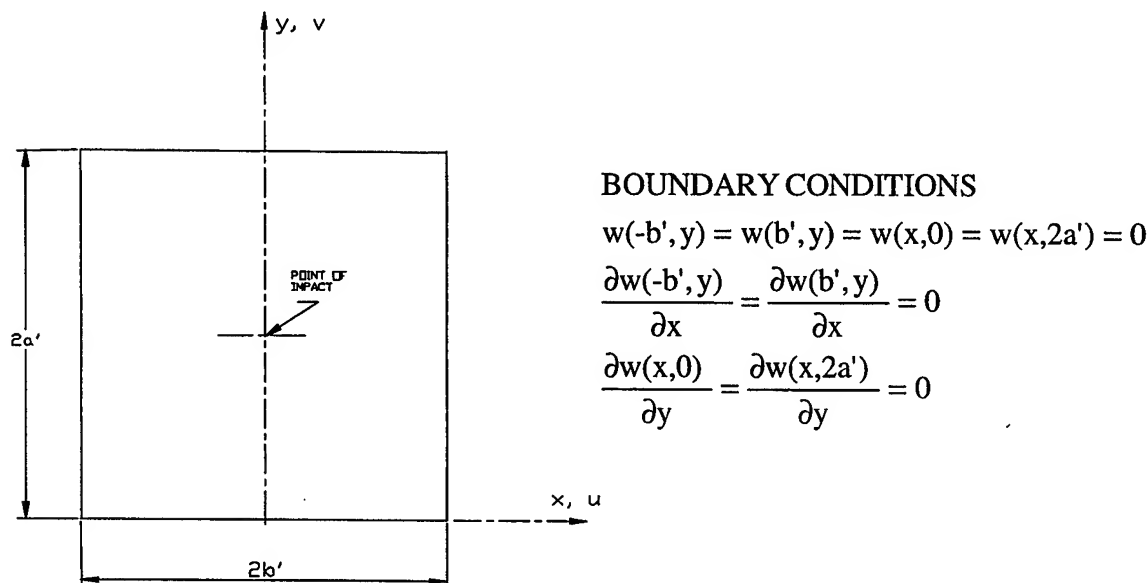 y, v
POINT OF
IMPACT
2a'
x, u
2b'
BOUNDARY CONDITIONS
w(-b', y) = w(b', y) = w(x,0) = w(x,2a') = 0
∂w(-b', y)/∂x = ∂w(b', y)/∂x = 0
∂w(x,0)/∂y = ∂w(x,2a')/∂y = 0